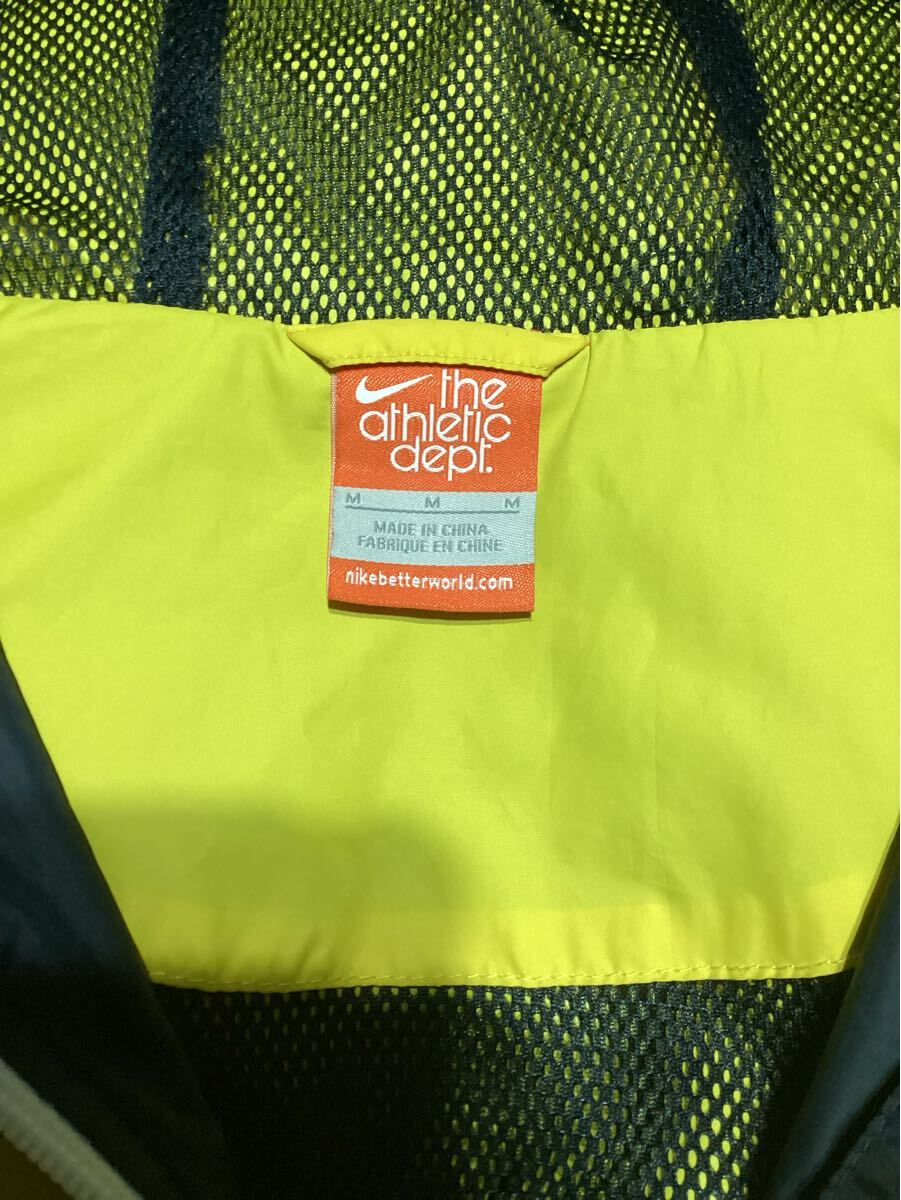 the
athletic
dept.
M M M
MADE IN CHINA
FABRIQUE EN CHINE
nikebetterworld.com